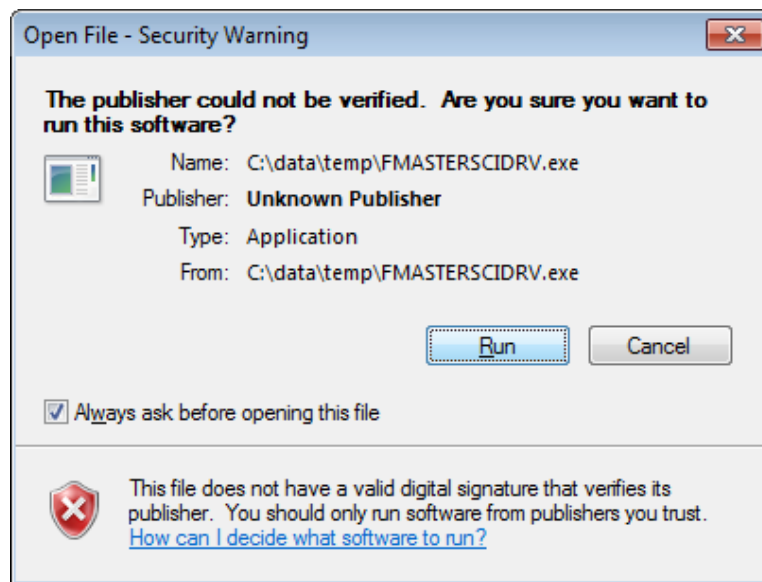 Open File - Security Warning
The publisher could not be verified.  Are you sure you want to
run this software?
Name: C:\data\temp\FMASTERSCIDRV.exe
Publisher: Unknown Publisher
Type: Application
From: C:\data\temp\FMASTERSCIDRV.exe
Run Cancel
Always ask before opening this file
This file does not have a valid digital signature that verifies its
publisher.  You should only run software from publishers you trust.
How can I decide what software to run?